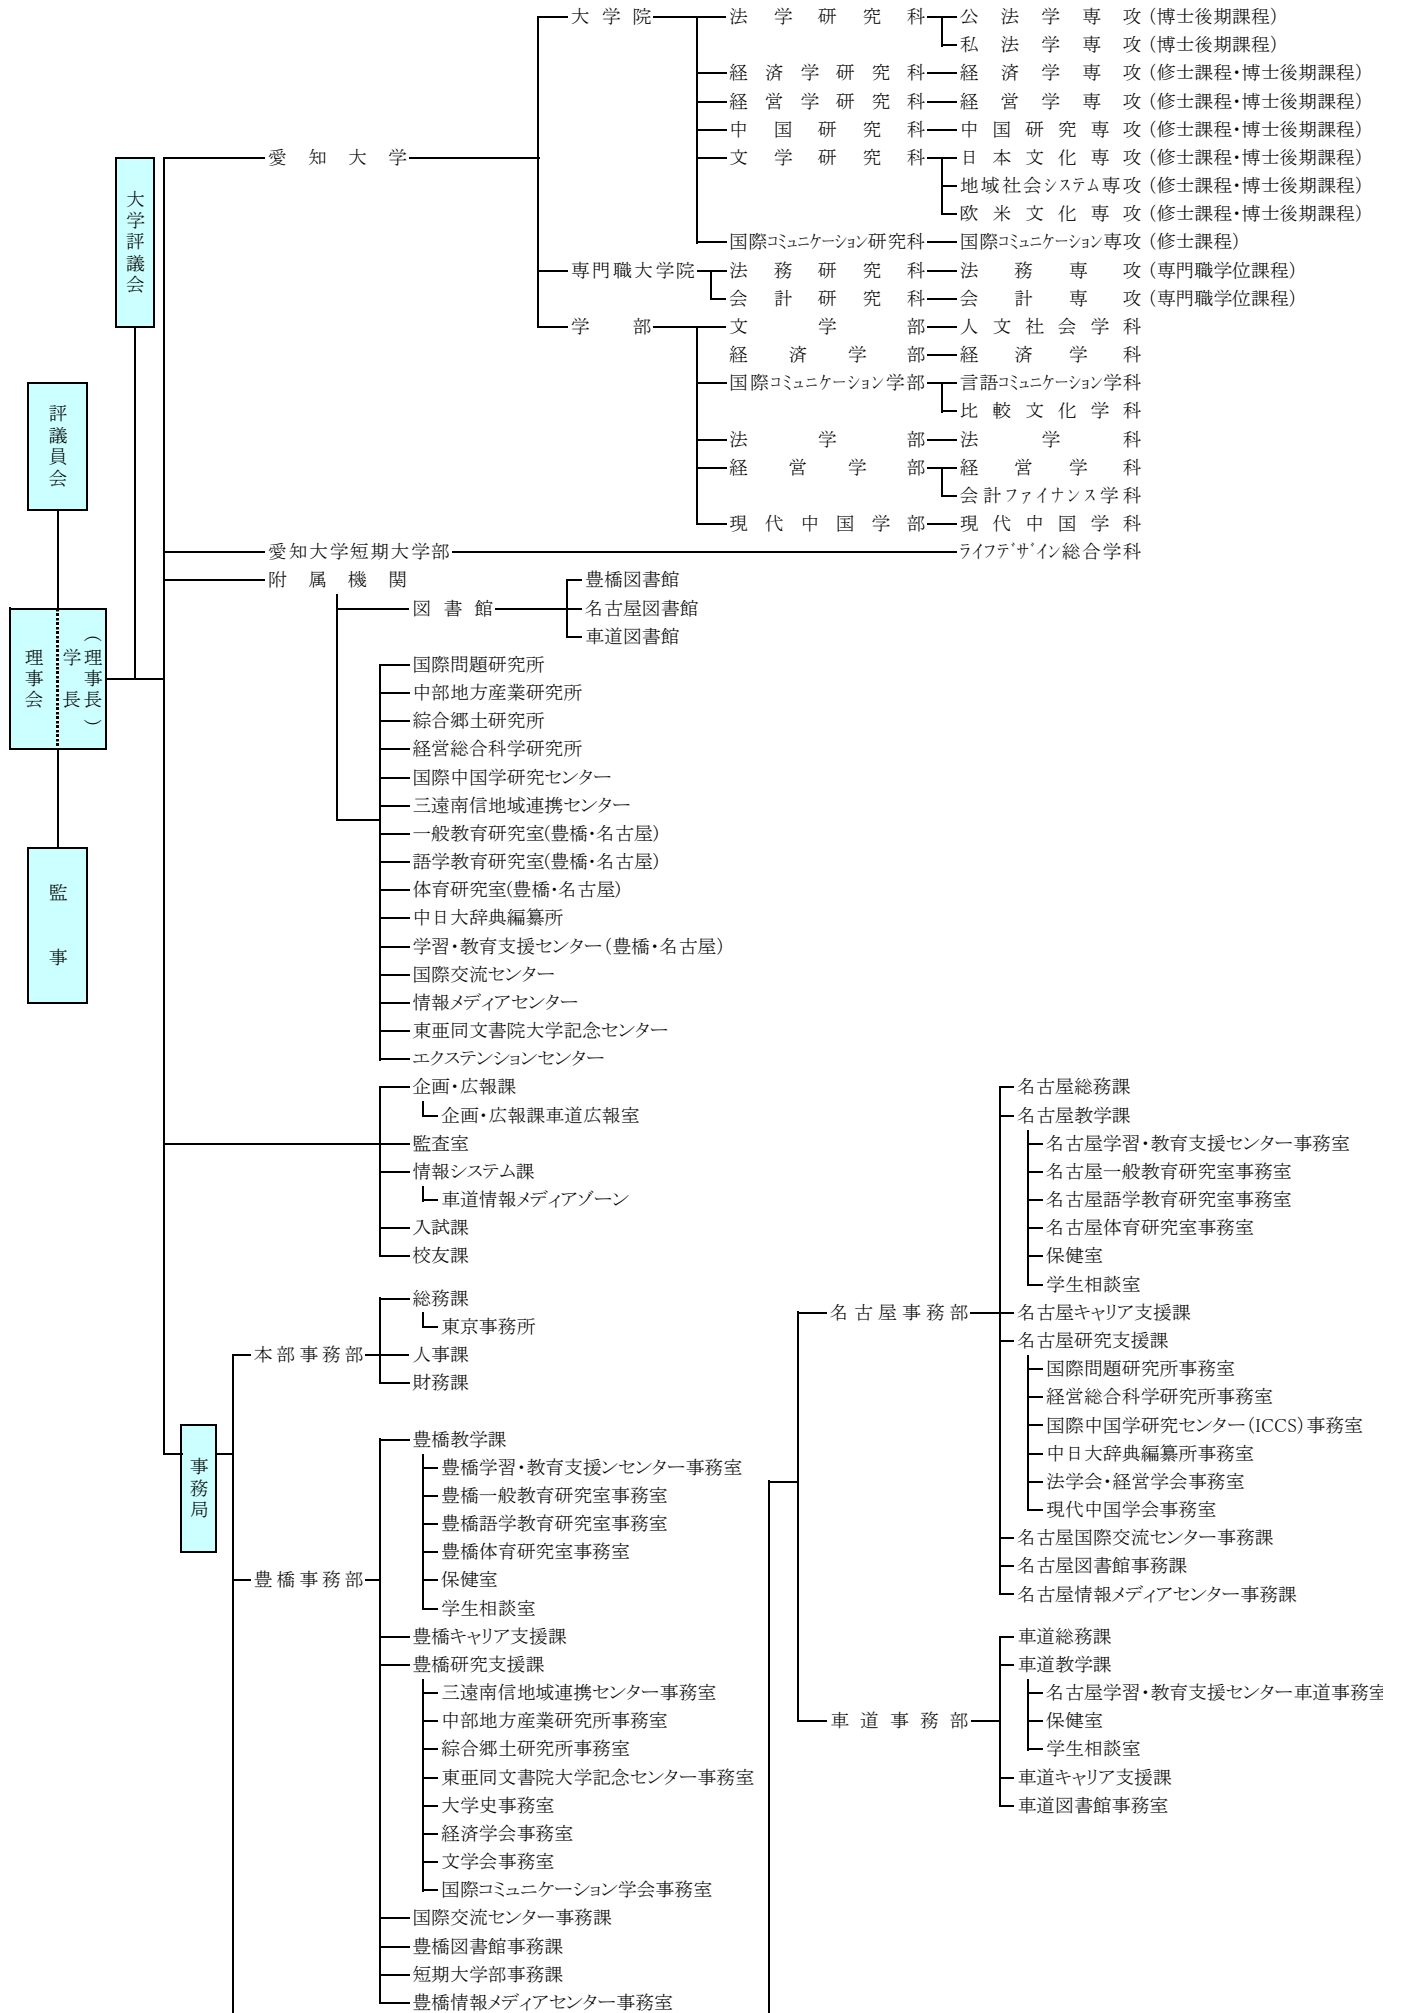 大学院 法学研究科 公法学専攻 (博士後期課程)
私法学専攻 (博士後期課程)
経済学研究科 経済学専攻 (修士課程・博士後期課程)
経営学研究科 経営学専攻 (修士課程・博士後期課程)
中国研究科 中国研究専攻 (修士課程・博士後期課程)
愛知大学 文学研究科 日本文化専攻 (修士課程・博士後期課程)
地域社会システム専攻 (修士課程・博士後期課程)
欧米文化専攻 (修士課程・博士後期課程)
国際コミュニケーション研究科 国際コミュニケーション専攻 (修士課程)
専門職大学院 法務研究科 法務専攻 (専門職学位課程)
会計研究科 会計専攻 (専門職学位課程)
学部 文学部 人文社会学科
経済学部 経済学科
国際コミュニケーション学部 言語コミュニケーション学科
比較文化学科
法学部 法学科
経営学部 経営学科
会計ファイナンス学科
現代中国学部 現代中国学科
大学評議会
評議員会
理事会
学長
(理事長)
監事
愛知大学短期大学部 ライフデザイン総合学科
附属機関
豊橋図書館
図書館 名古屋図書館
車道図書館
国際問題研究所
中部地方産業研究所
綜合郷土研究所
経営総合科学研究所
国際中国学研究センター
三遠南信地域連携センター
一般教育研究室(豊橋・名古屋)
語学教育研究室(豊橋・名古屋)
体育研究室(豊橋・名古屋)
中日大辞典編纂所
学習・教育支援センター(豊橋・名古屋)
国際交流センター
情報メディアセンター
東亜同文書院大学記念センター
エクステンションセンター
企画・広報課
企画・広報課車道広報室
監査室
情報システム課
車道情報メディアゾーン
入試課
校友課
事務局
総務課
東京事務所
本部事務部 人事課
財務課
豊橋教学課
豊橋学習・教育支援ンセンター事務室
豊橋一般教育研究室事務室
豊橋語学教育研究室事務室
豊橋体育研究室事務室
豊橋事務部 保健室
学生相談室
豊橋キャリア支援課
豊橋研究支援課
三遠南信地域連携センター事務室
中部地方産業研究所事務室
綜合郷土研究所事務室
東亜同文書院大学記念センター事務室
大学史事務室
経済学会事務室
文学会事務室
国際コミュニケーション学会事務室
国際交流センター事務課
豊橋図書館事務課
短期大学部事務課
豊橋情報メディアセンター事務室
名古屋総務課
名古屋教学課
名古屋学習・教育支援センター事務室
名古屋一般教育研究室事務室
名古屋語学教育研究室事務室
名古屋体育研究室事務室
保健室
学生相談室
名古屋事務部 名古屋キャリア支援課
名古屋研究支援課
国際問題研究所事務室
経営総合科学研究所事務室
国際中国学研究センター(ICCS)事務室
中日大辞典編纂所事務室
法学会・経営学会事務室
現代中国学会事務室
名古屋国際交流センター事務課
名古屋図書館事務課
名古屋情報メディアセンター事務課
車道総務課
車道教学課
名古屋学習・教育支援センター車道事務室
車道事務部 保健室
学生相談室
車道キャリア支援課
車道図書館事務室